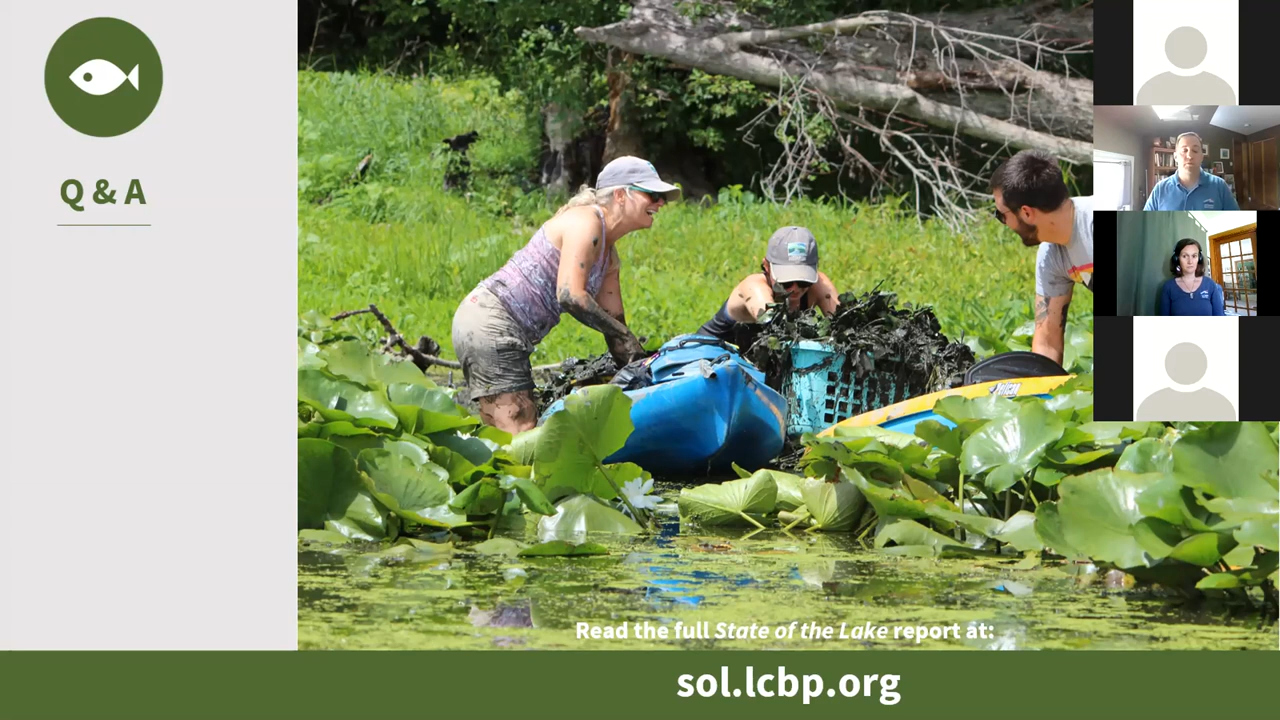 Q & A
Read the full State of the Lake report at:
sol.lcbp.org